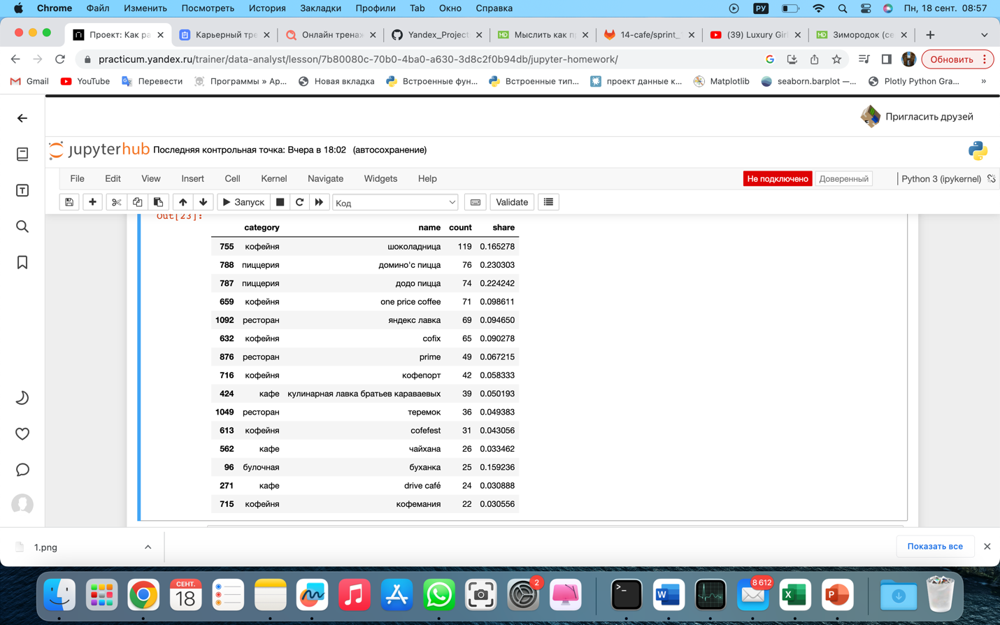 Chrome Файл Изменить Посмотреть История Закладки Профили Tab Окно Справка РУ Пн, 18 сент. 08:57
Проект: Как ра Карьерный тре Онлайн тренаж Yandex_Project Мыслить как п 14-cafe/sprint_ (39) Luxury Girl Зимородок (се
practicum.yandex.ru/trainer/data-analyst/lesson/7b80080c-70b0-4ba0-a630-3d8c2f0b94db/jupyter-homework/ Обновить
Gmail YouTube Перевести Программы » Ap... Новая вкладка Встроенные фун... Встроенные тип... проект данные к... Matplotlib seaborn.barplot —... Plotly Python Gra... »
Пригласить друзей
jupyterhub Последняя контрольная точка: Вчера в 18:02 (автосохранение)
File Edit View Insert Cell Kernel Navigate Widgets Help Не подключено Доверенный Python 3 (ipykernel)
Запуск Код Validate
Out[23]:
category name count share
755 кофейня шоколадница 119 0.165278
788 пиццерия домино'с пицца 76 0.230303
787 пиццерия додо пицца 74 0.224242
659 кофейня one price coffee 71 0.098611
1092 ресторан яндекс лавка 69 0.094650
632 кофейня cofix 65 0.090278
876 ресторан prime 49 0.067215
716 кофейня кофепорт 42 0.058333
424 кафе кулинарная лавка братьев караваевых 39 0.050193
1049 ресторан теремок 36 0.049383
613 кофейня cofefest 31 0.043056
562 кафе чайхана 26 0.033462
96 булочная буханка 25 0.159236
271 кафе drive café 24 0.030888
715 кофейня кофемания 22 0.030556
1.png Показать все
СЕНТ.
18
2
8 612